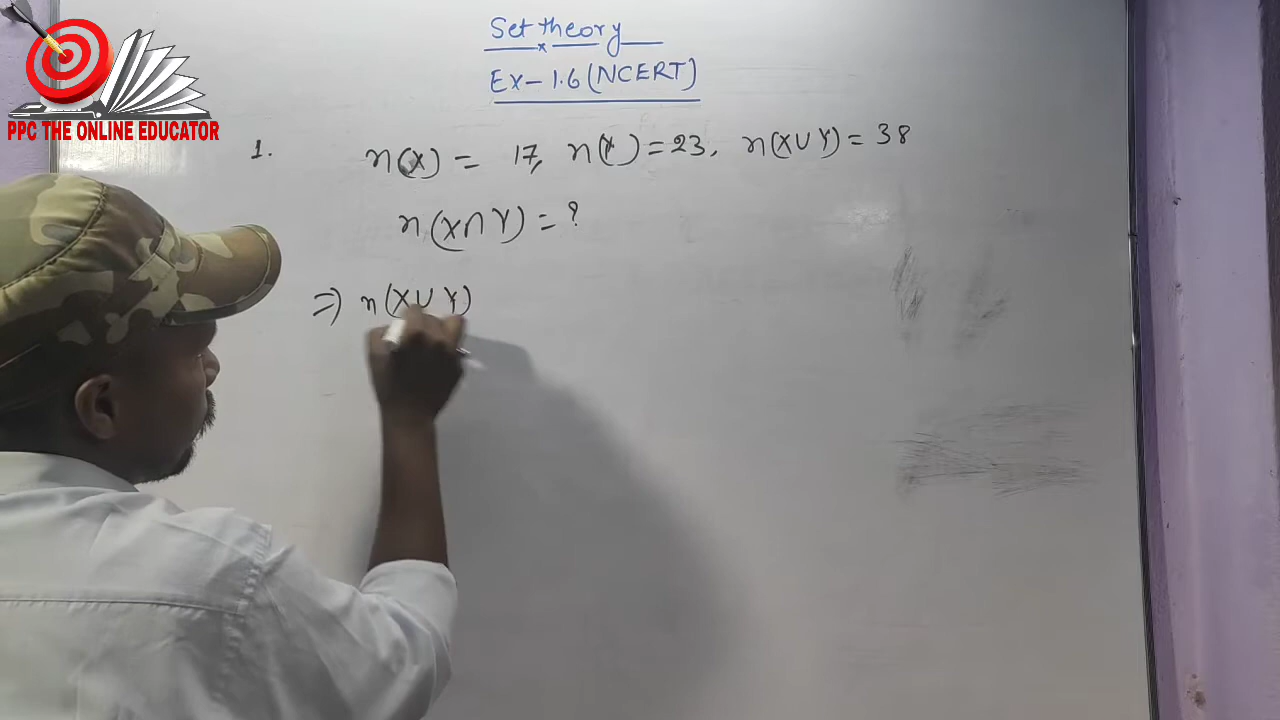 Set theory
Ex-1.6 (NCERT)
PPC THE ONLINE EDUCATOR
1. n(X) = 17, n(Y) = 23, n(X∪Y) = 38
n(X∩Y) = ?
⇒ n(X∪Y)